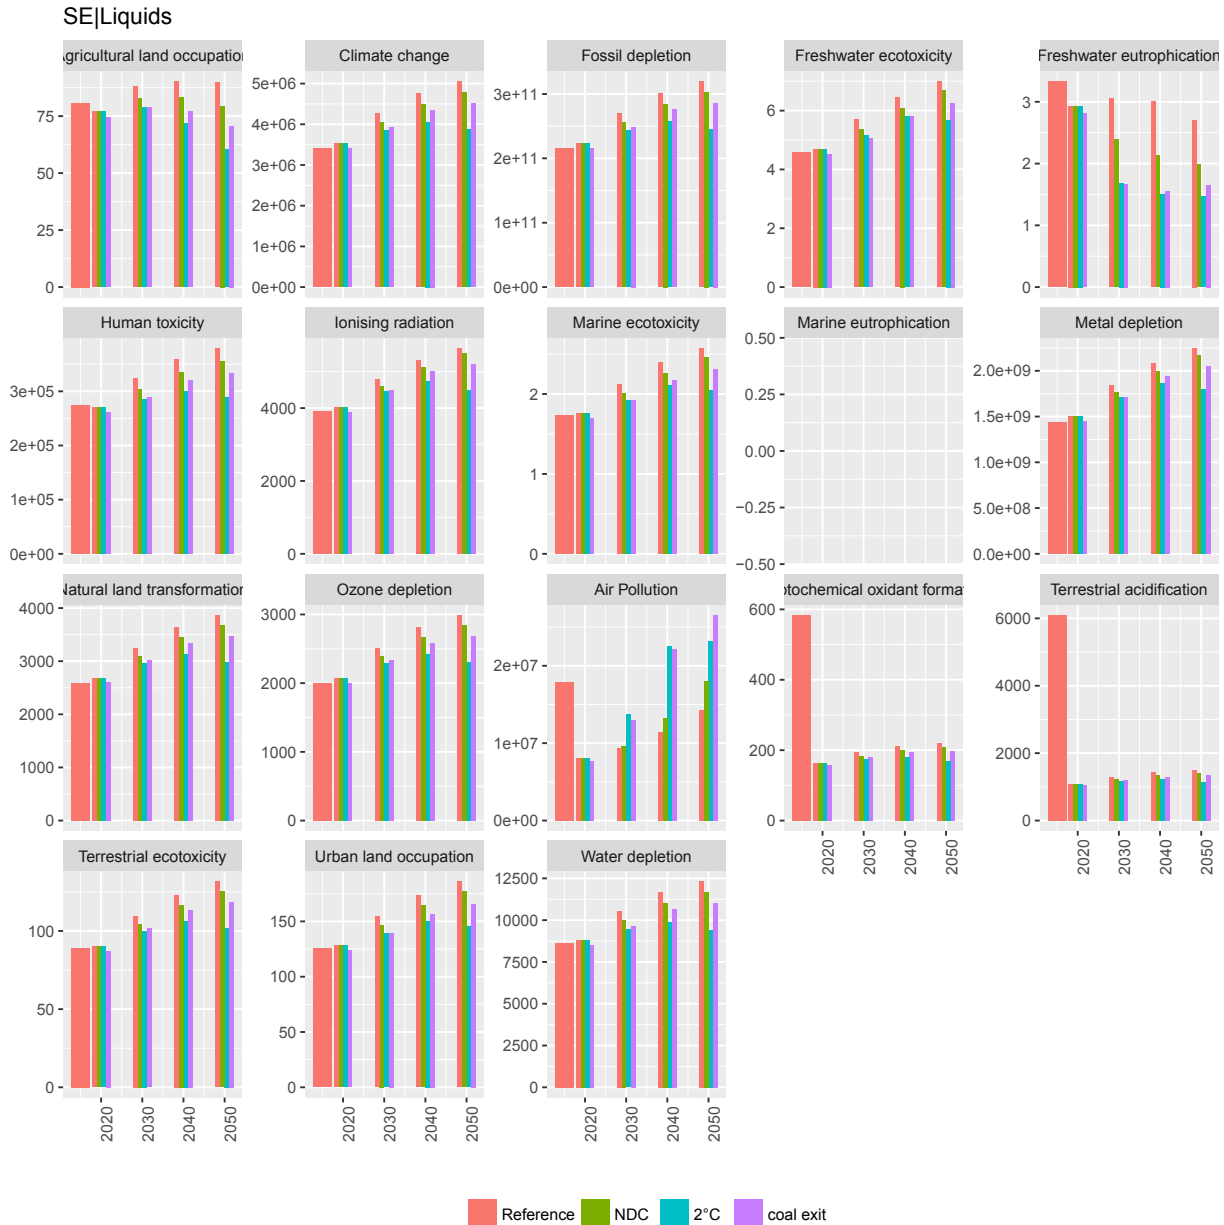 SE|Liquids
Agricultural land occupation
Climate change
Fossil depletion
Freshwater ecotoxicity
Freshwater eutrophication
75
50
25
0
5e+06
4e+06
3e+06
2e+06
1e+06
0e+00
3e+11
2e+11
1e+11
0e+00
6
4
2
0
3
2
1
0
Human toxicity
Ionising radiation
Marine ecotoxicity
Marine eutrophication
Metal depletion
3e+05
2e+05
1e+05
0e+00
4000
2000
0
2
1
0
0.50
0.25
0.00
−0.25
−0.50
2.0e+09
1.5e+09
1.0e+09
5.0e+08
0.0e+00
Natural land transformation
Ozone depletion
Air Pollution
otochemical oxidant format
Terrestrial acidification
4000
3000
2000
1000
0
3000
2000
1000
0
2e+07
1e+07
0e+00
600
400
200
0
6000
4000
2000
0
2020
2030
2040
2050
2020
2030
2040
2050
Terrestrial ecotoxicity
Urban land occupation
Water depletion
100
50
0
150
100
50
0
12500
10000
7500
5000
2500
0
2020
2030
2040
2050
2020
2030
2040
2050
2020
2030
2040
2050
Reference
NDC
2°C
coal exit